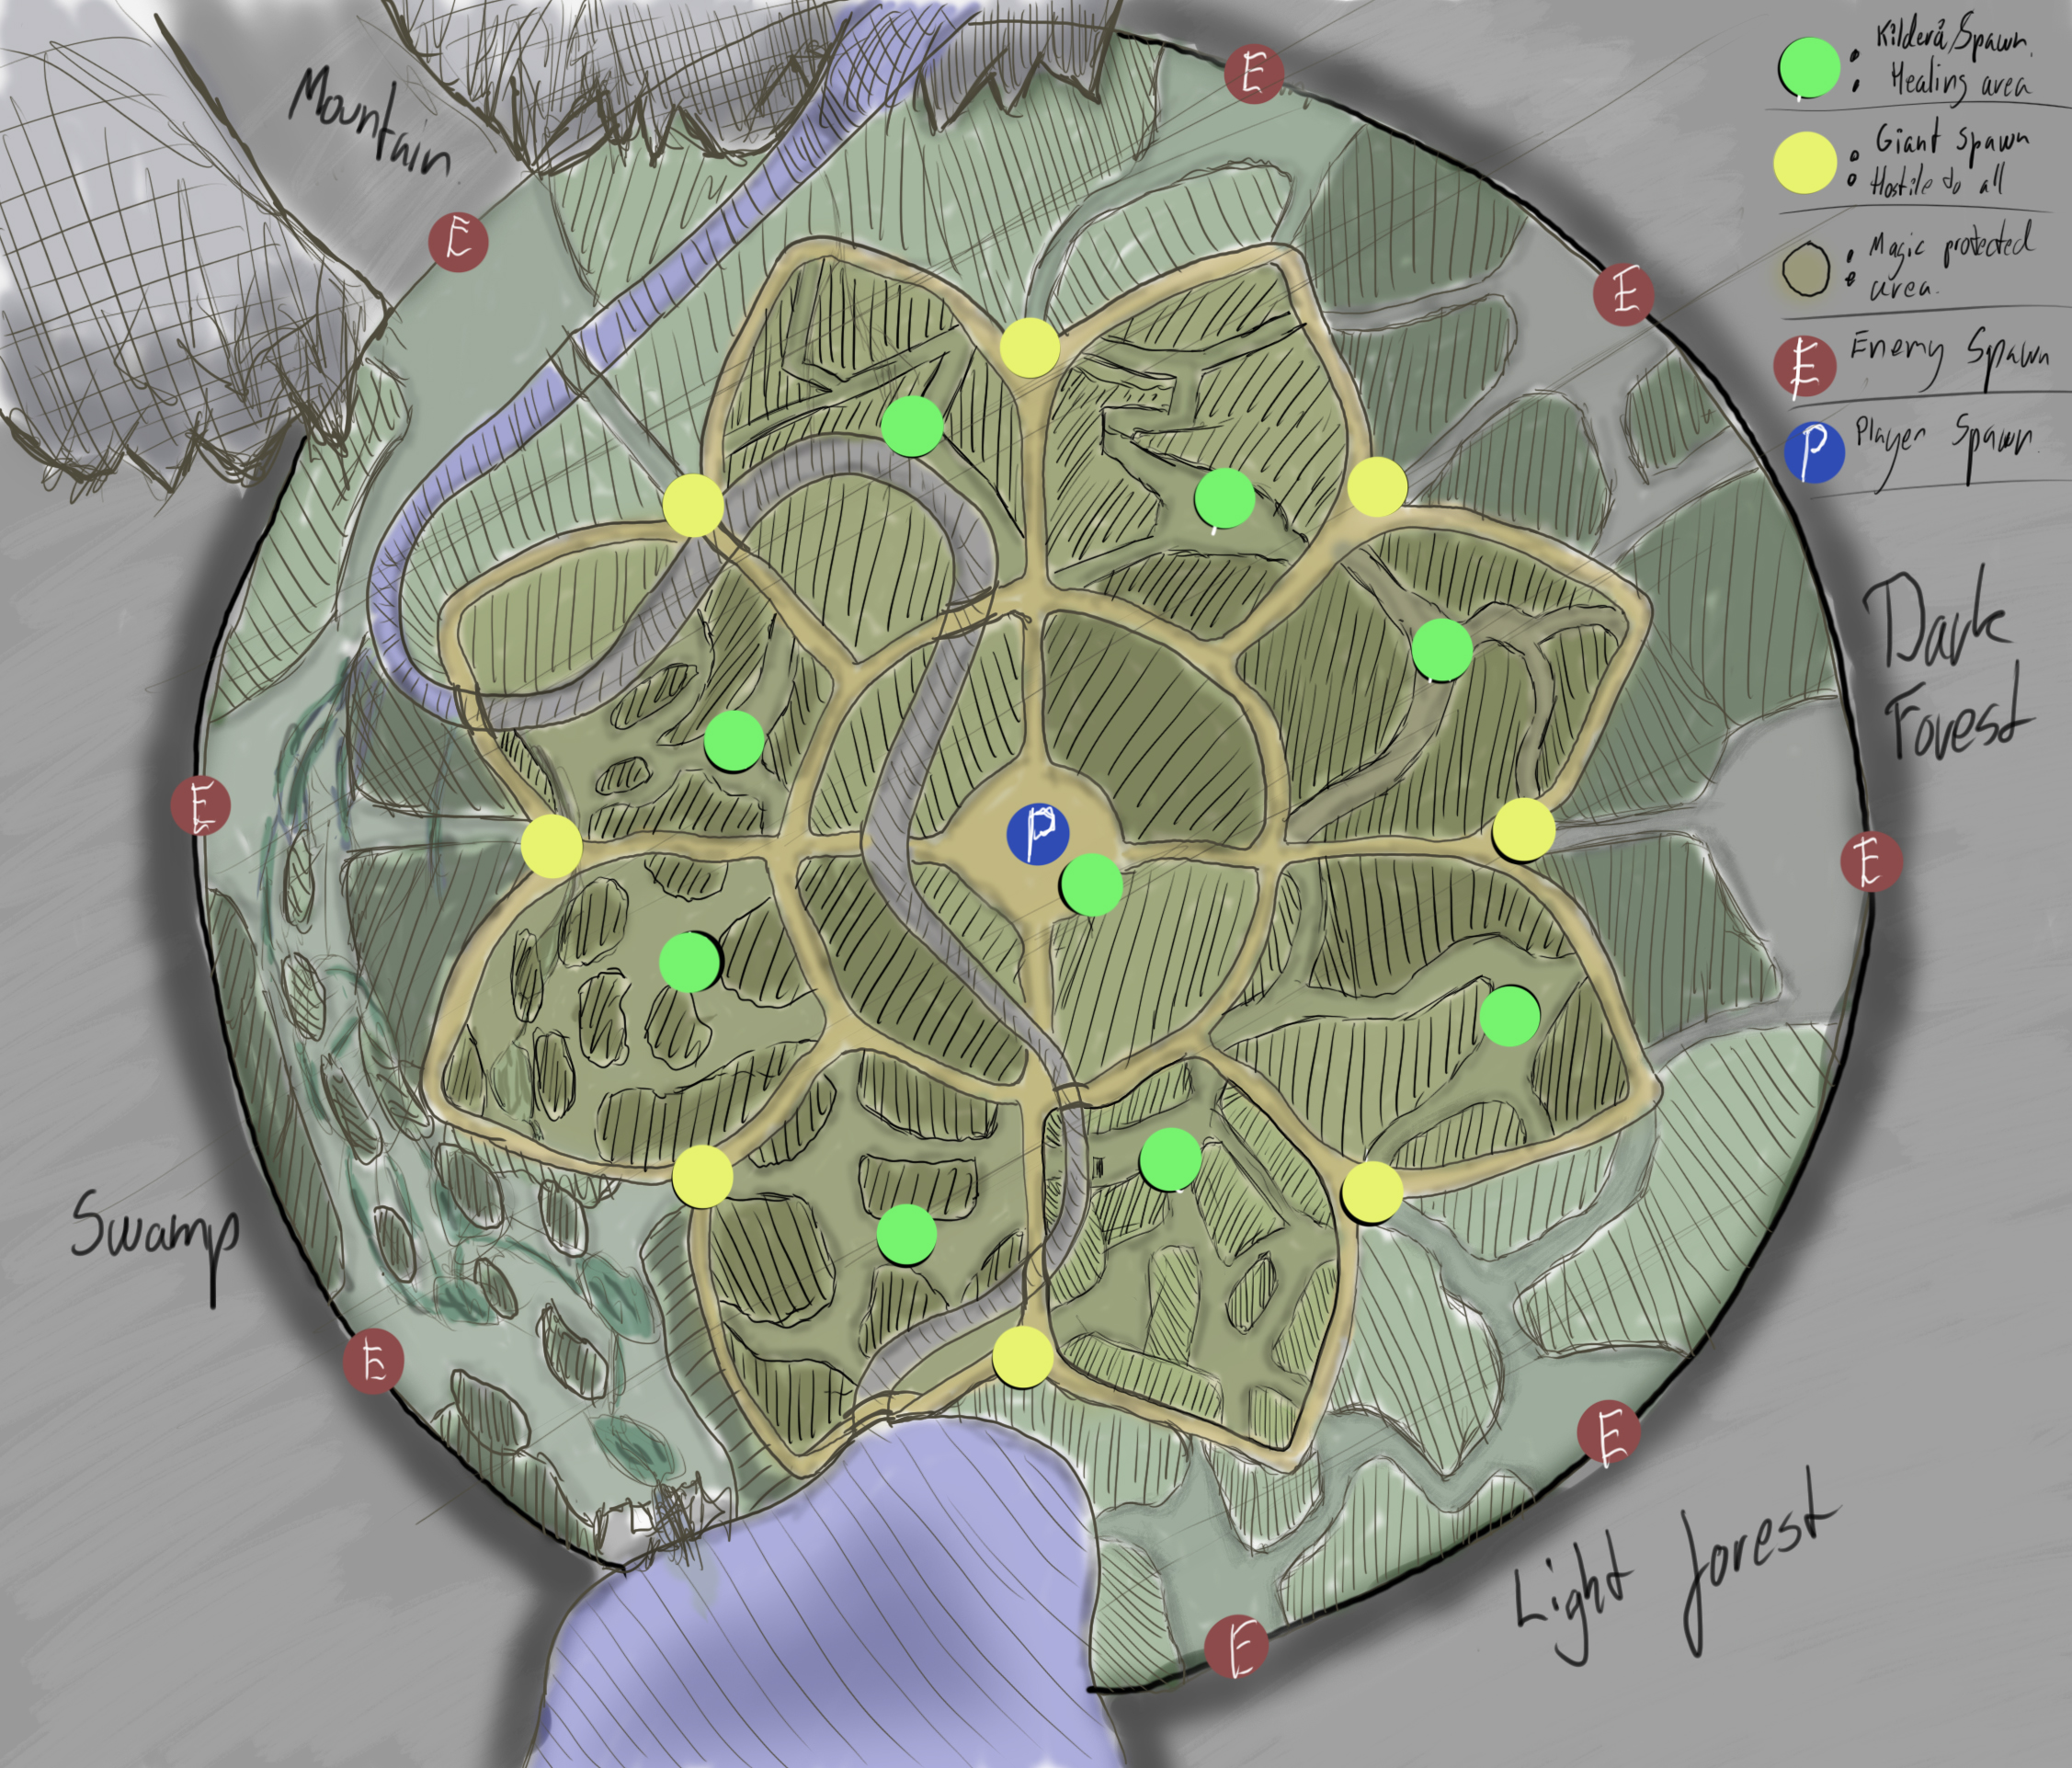 Kilderå/Spawn.
Healing area
Giant Spawn
Hostile to all
Magic protected
area.
E Enemy Spawn
P Player Spawn
Mountain
E
E
E
Dark
Forest
P
E
E
Swamp
E
E
Light forest
E